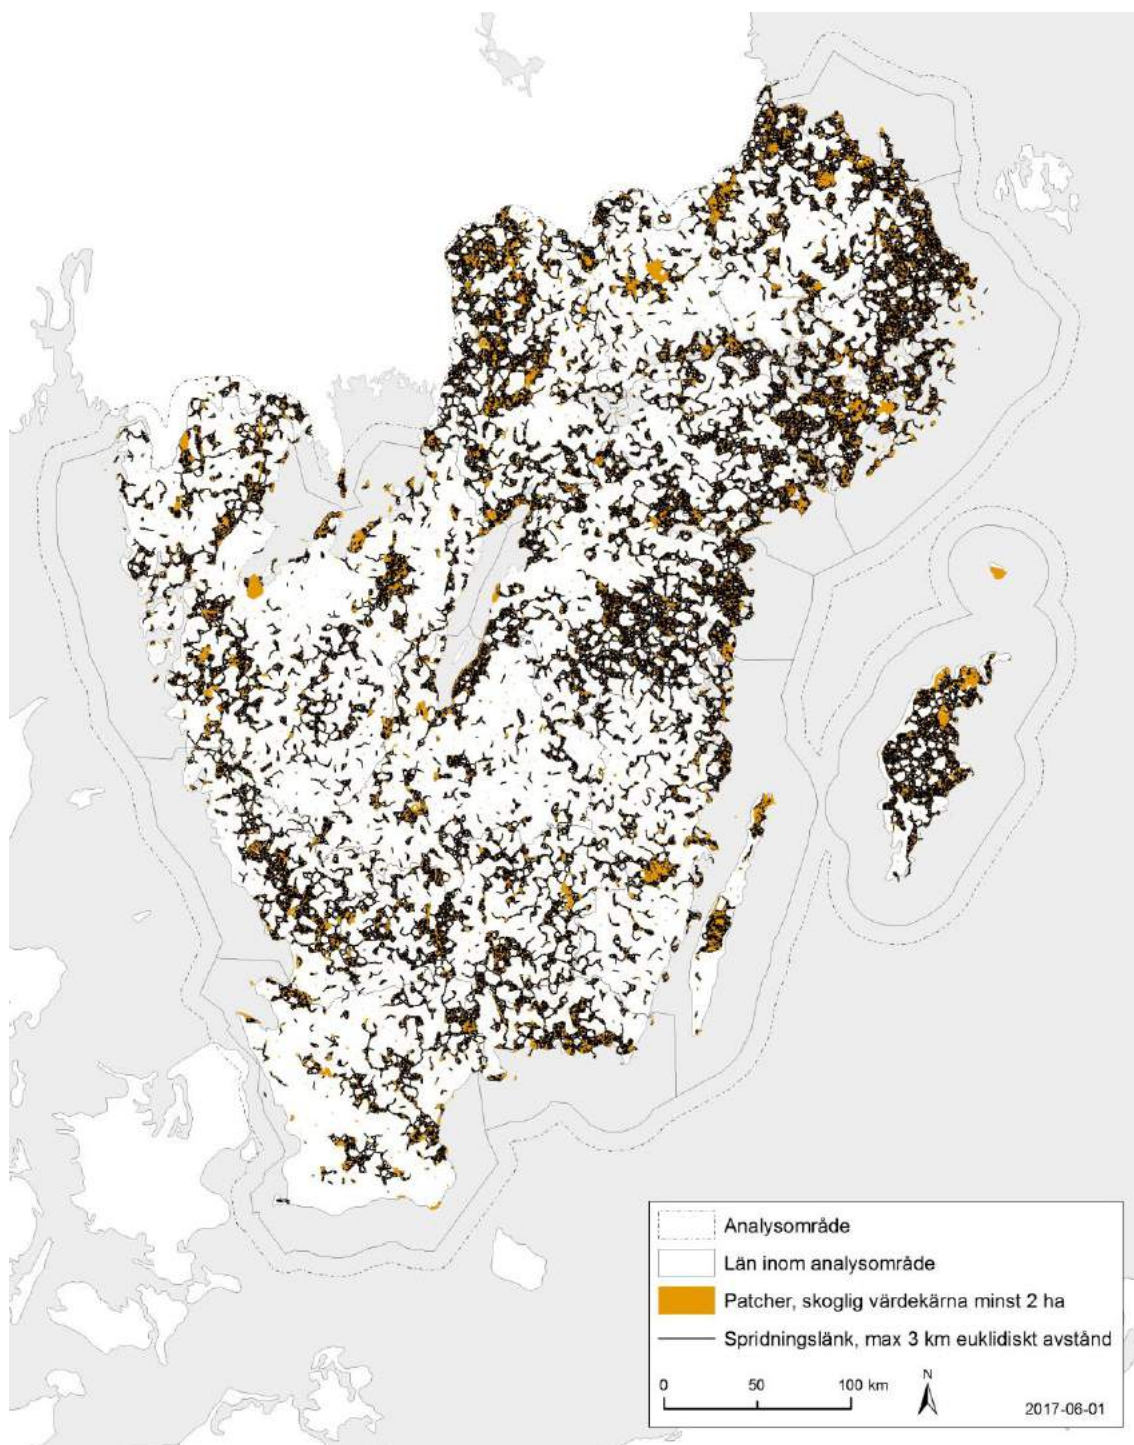 Analysområde
Län inom analysområde
Patcher, skoglig värdekärna minst 2 ha
Spridningslänk, max 3 km euklidiskt avstånd
0 50 100 km
N
2017-06-01